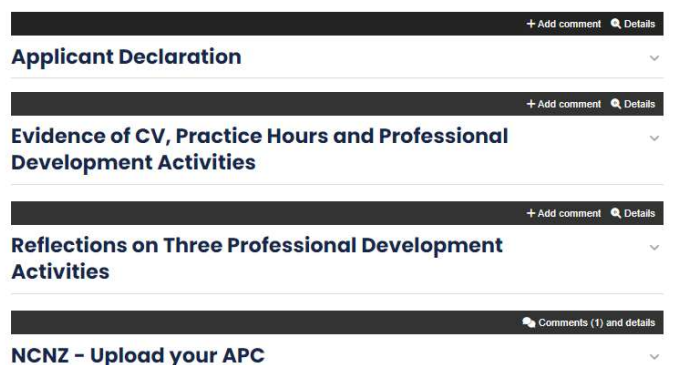 Add comment Details
Applicant Declaration
Add comment Details
Evidence of CV, Practice Hours and Professional
Development Activities
Add comment Details
Reflections on Three Professional Development
Activities
Comments (1) and details
NCNZ - Upload your APC